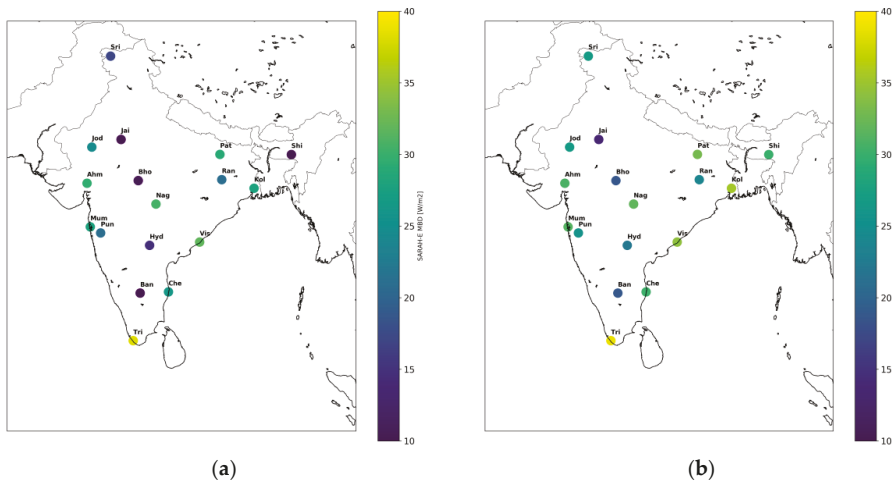 Sri
Jai
Jod
Pat
Shi
Ahm
Bho
Ran
Kol
Nag
Mum
Pun
Hyd
Vis
Ban
Che
Tri
40
35
30
25
20
15
10
SARAH-E MBD [W/m2]
(a)
Sri
Jai
Jod
Pat
Shi
Ahm
Bho
Ran
Kol
Nag
Mum
Pun
Hyd
Vis
Ban
Che
Tri
40
35
30
25
20
15
10
(b)